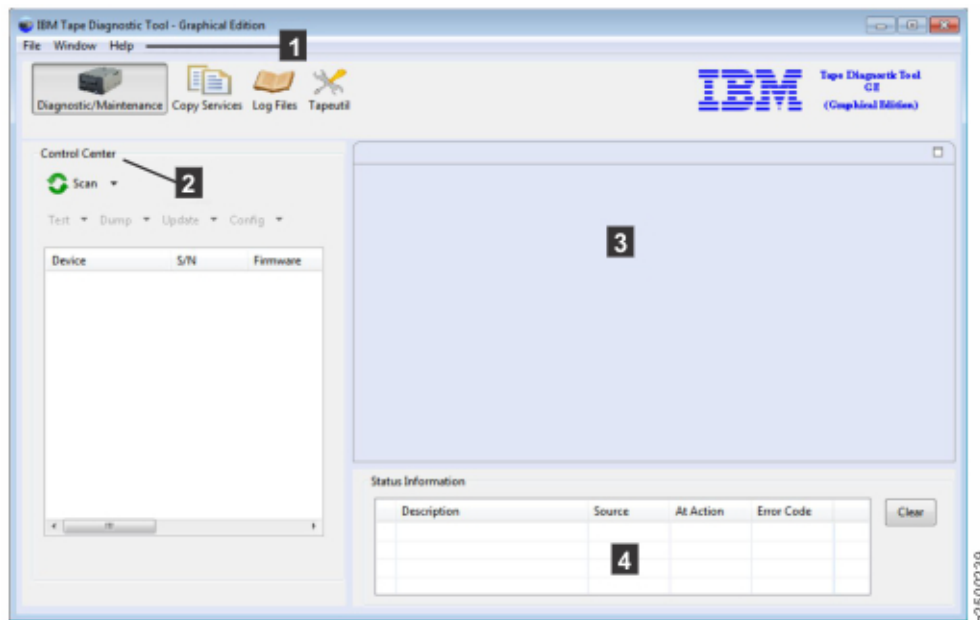 IBM Tape Diagnostic Tool - Graphical Edition
File Window Help
1
Diagnostic/Maintenance Copy Services Log Files Tapeutil
IBM
Tape Diagnostic Tool
GE
(Graphical Edition)
Control Center
Scan
2
Test Dump Update Config
Device S/N Firmware
3
Status Information
Description Source At Action Error Code
Clear
4